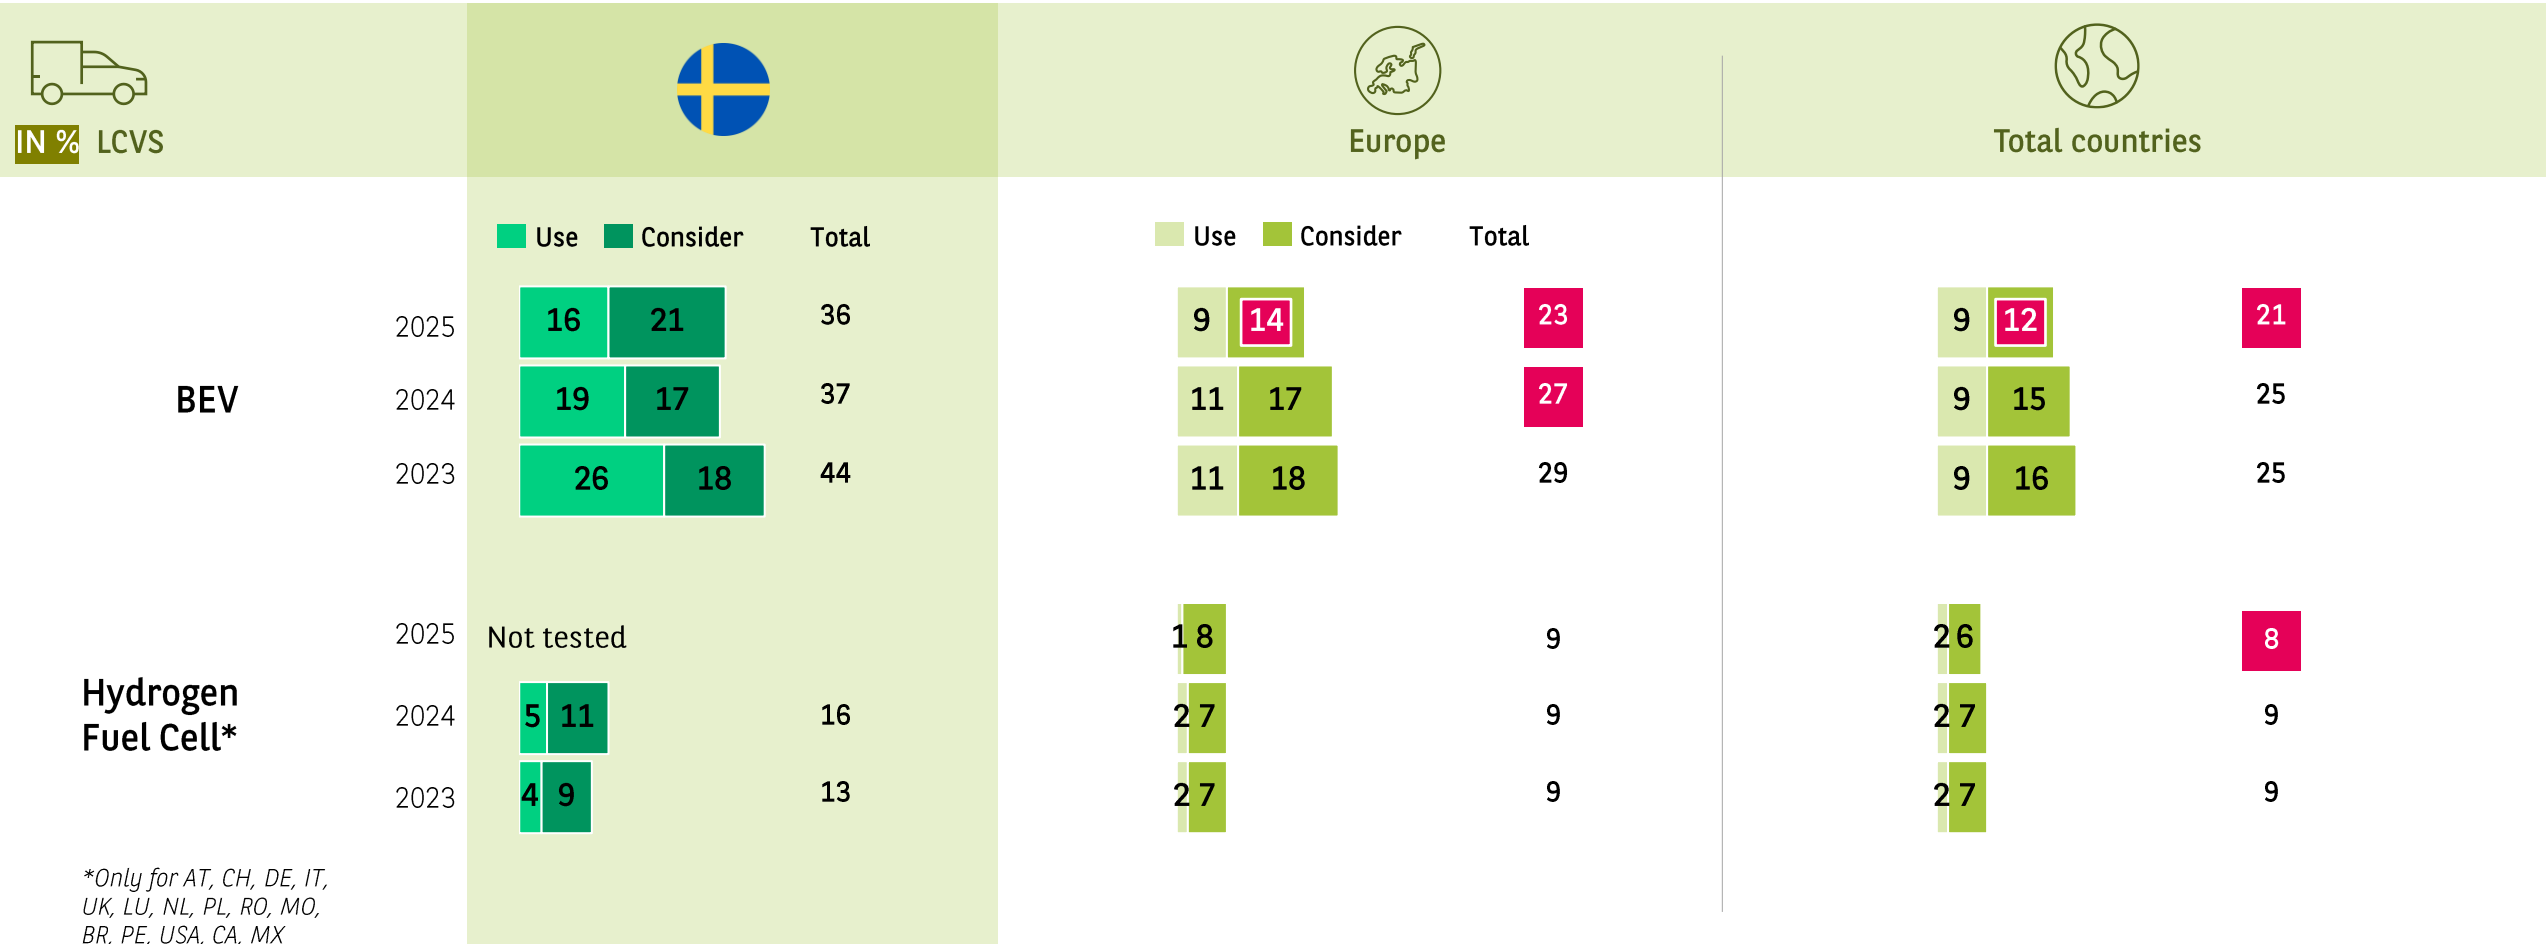 IN % LCVS
Europe
Total countries
Use Consider Total
Use Consider Total
BEV
2025 16 21 36 9 14 23 9 12 21
2024 19 17 37 11 17 27 9 15 25
2023 26 18 44 11 18 29 9 16 25
Hydrogen
Fuel Cell*
2025 Not tested 1 8 9 2 6 8
2024 5 11 16 2 7 9 2 7 9
2023 4 9 13 2 7 9 2 7 9
*Only for AT, CH, DE, IT,
UK, LU, NL, PL, RO, MO,
BR, PE, USA, CA, MX